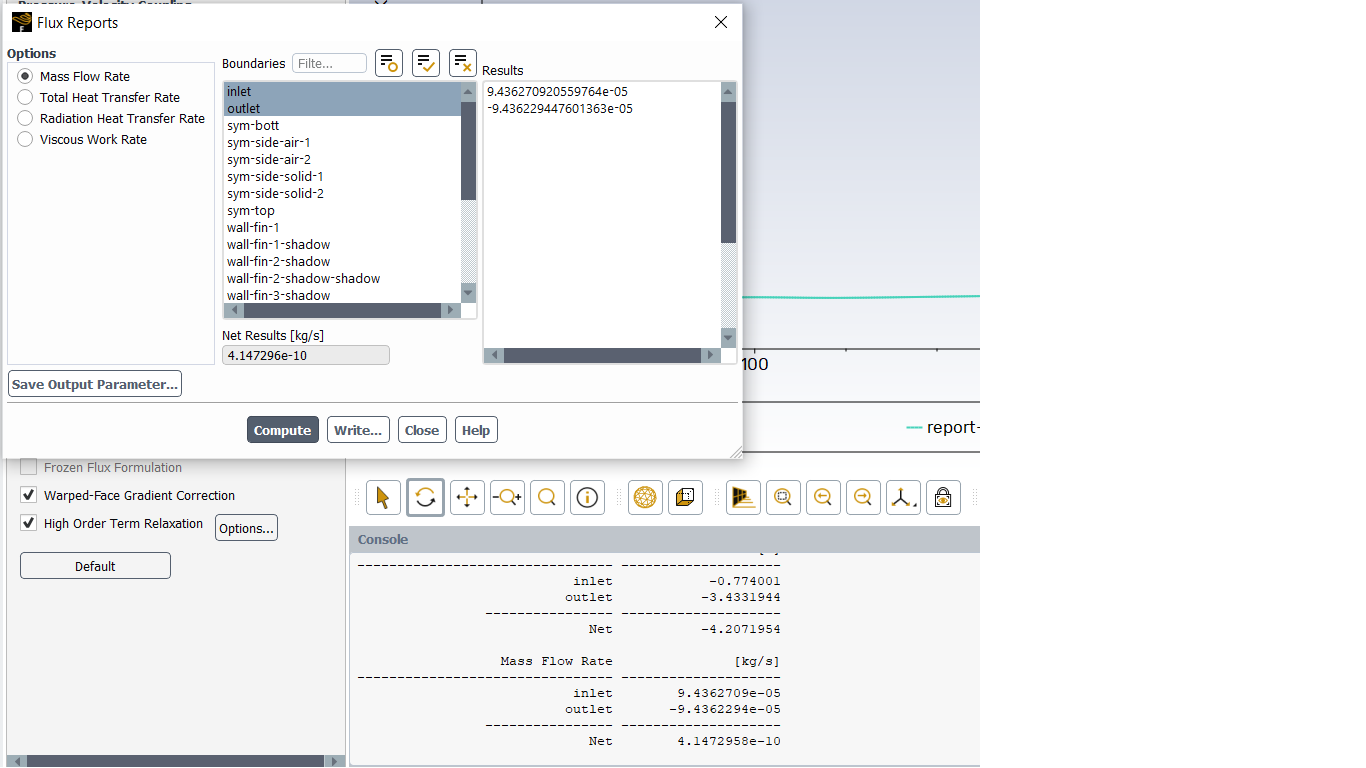 Pressure-Velocity Coupling
Flux Reports
Options
Mass Flow Rate
Total Heat Transfer Rate
Radiation Heat Transfer Rate
Viscous Work Rate
Save Output Parameter...
Boundaries Filte...
inlet
outlet
sym-bott
sym-side-air-1
sym-side-air-2
sym-side-solid-1
sym-side-solid-2
sym-top
wall-fin-1
wall-fin-1-shadow
wall-fin-2-shadow
wall-fin-2-shadow-shadow
wall-fin-3-shadow
Net Results [kg/s]
4.147296e-10
Results
9.436270920559764e-05
-9.436229447601363e-05
Compute Write... Close Help
100
report-
Frozen Flux Formulation
Warped-Face Gradient Correction
High Order Term Relaxation Options...
Default
Console
-------------------------------- --------------------
inlet -0.774001
outlet -3.4331944
---------------- --------------------
Net -4.2071954
Mass Flow Rate [kg/s]
-------------------------------- --------------------
inlet 9.4362709e-05
outlet -9.4362294e-05
---------------- --------------------
Net 4.1472958e-10